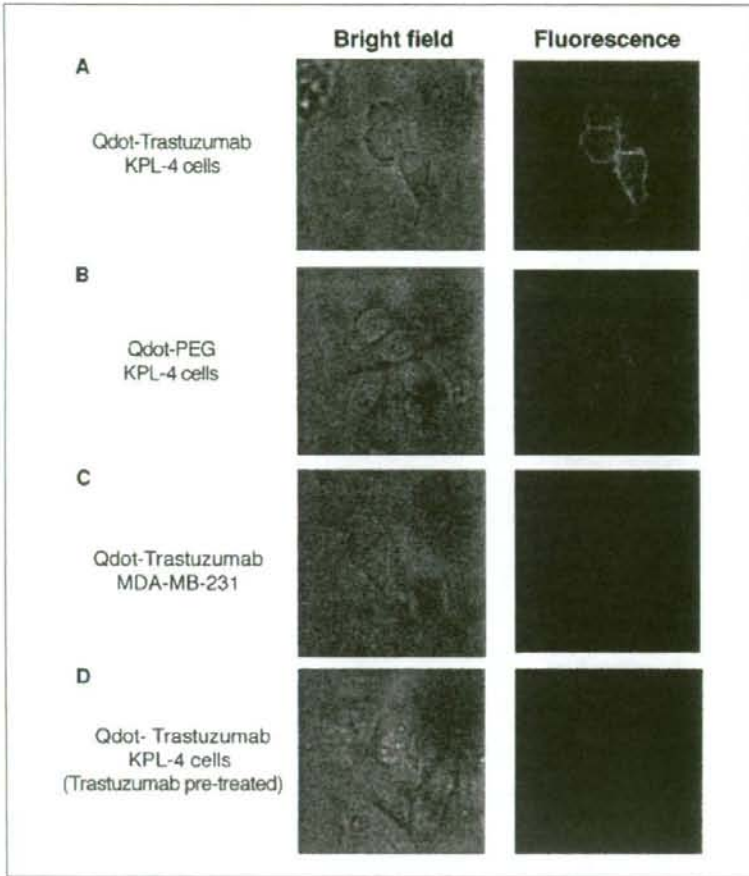 Bright field Fluorescence
A
Qdot-Trastuzumab
KPL-4 cells
B
Qdot-PEG
KPL-4 cells
C
Qdot-Trastuzumab
MDA-MB-231
D
Qdot- Trastuzumab
KPL-4 cells
(Trastuzumab pre-treated)